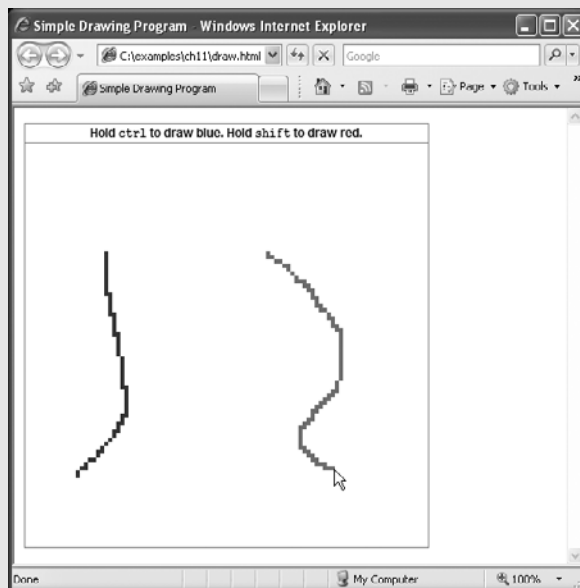 Simple Drawing Program - Windows Internet Explorer
C:\examples\ch11\draw.html
Google
Simple Drawing Program
Page
Tools
»
Hold ctrl to draw blue. Hold shift to draw red.
Done
My Computer
100%